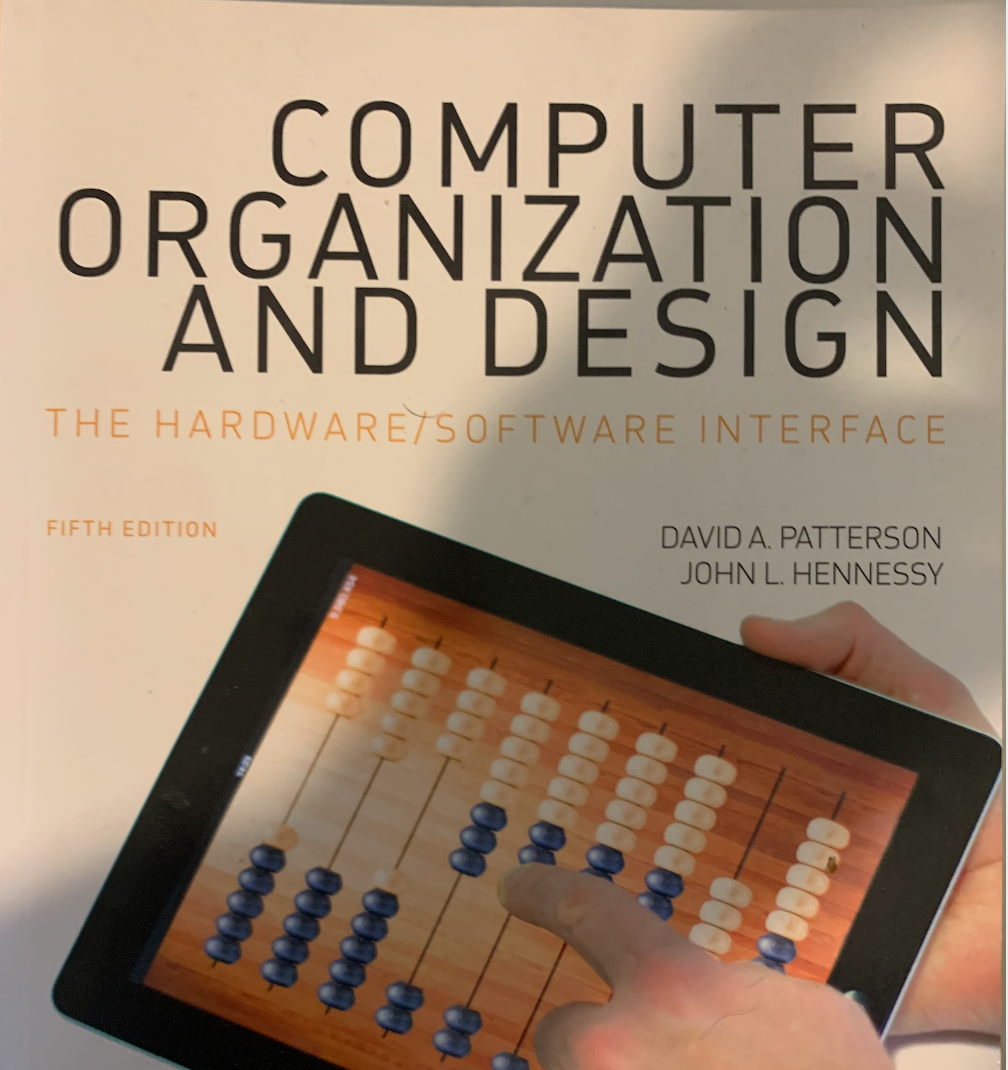 COMPUTER
ORGANIZATION
AND DESIGN
THE HARDWARE/SOFTWARE INTERFACE
FIFTH EDITION
DAVID A. PATTERSON
JOHN L. HENNESSY